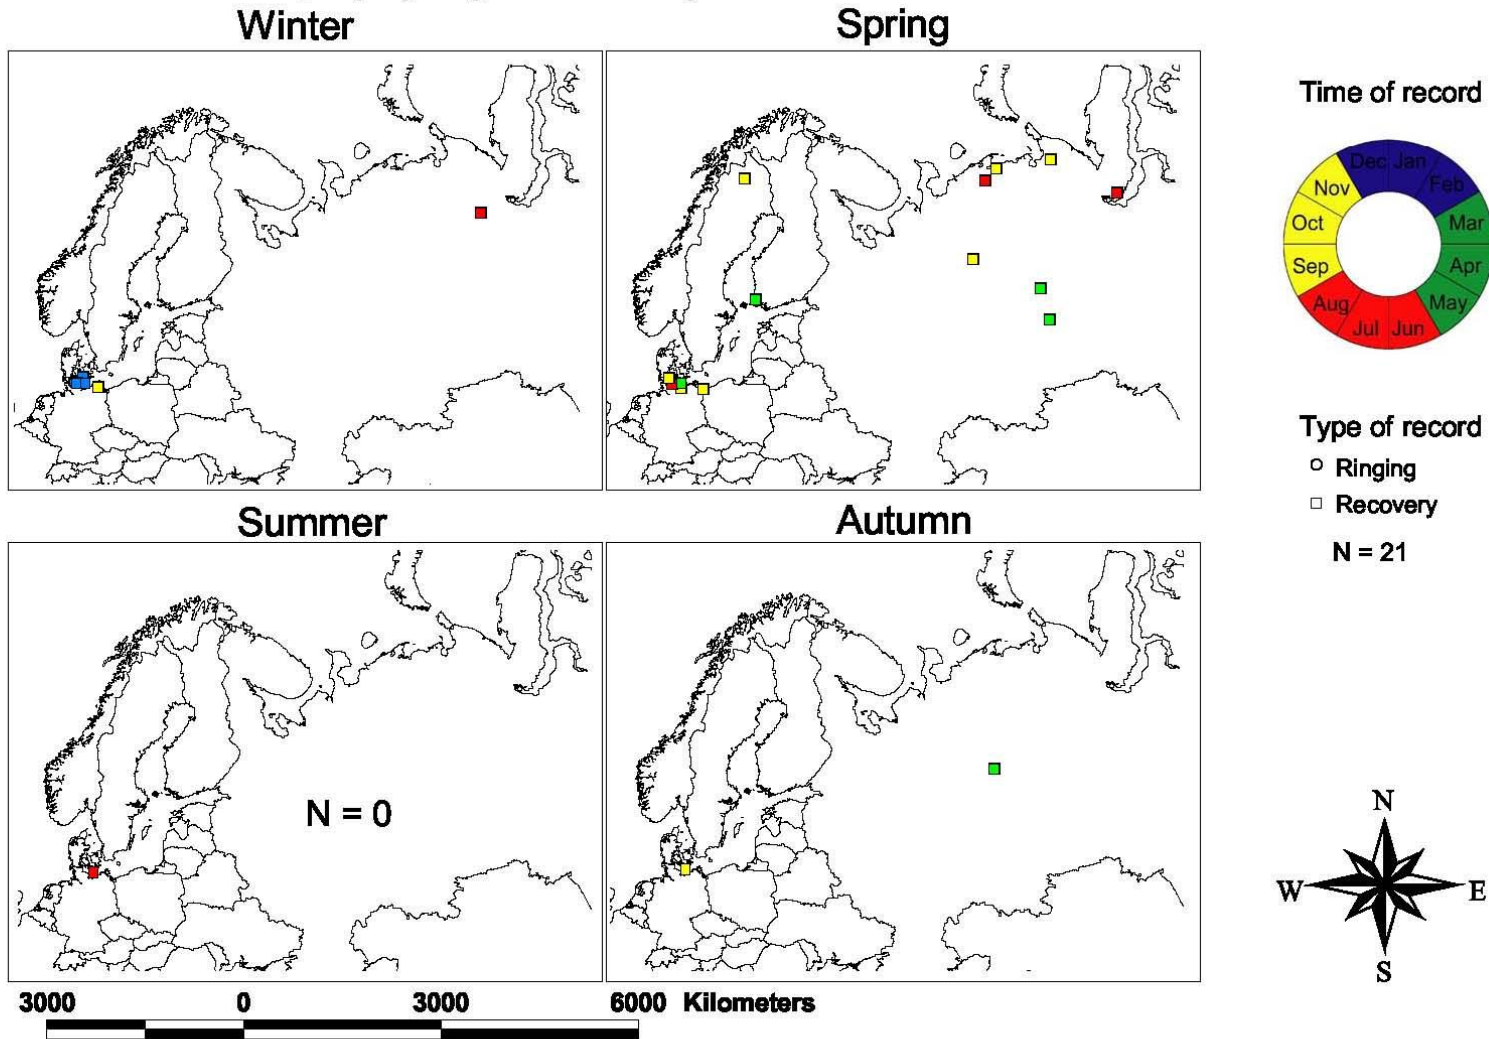 Winter
Spring
Time of record
Dec
Jan
Feb
Mar
Apr
May
Jun
Jul
Aug
Sep
Oct
Nov
Type of record
Ringing
Recovery
N = 21
Summer
Autumn
N = 0
N
W
E
S
3000 0 3000 6000 Kilometers